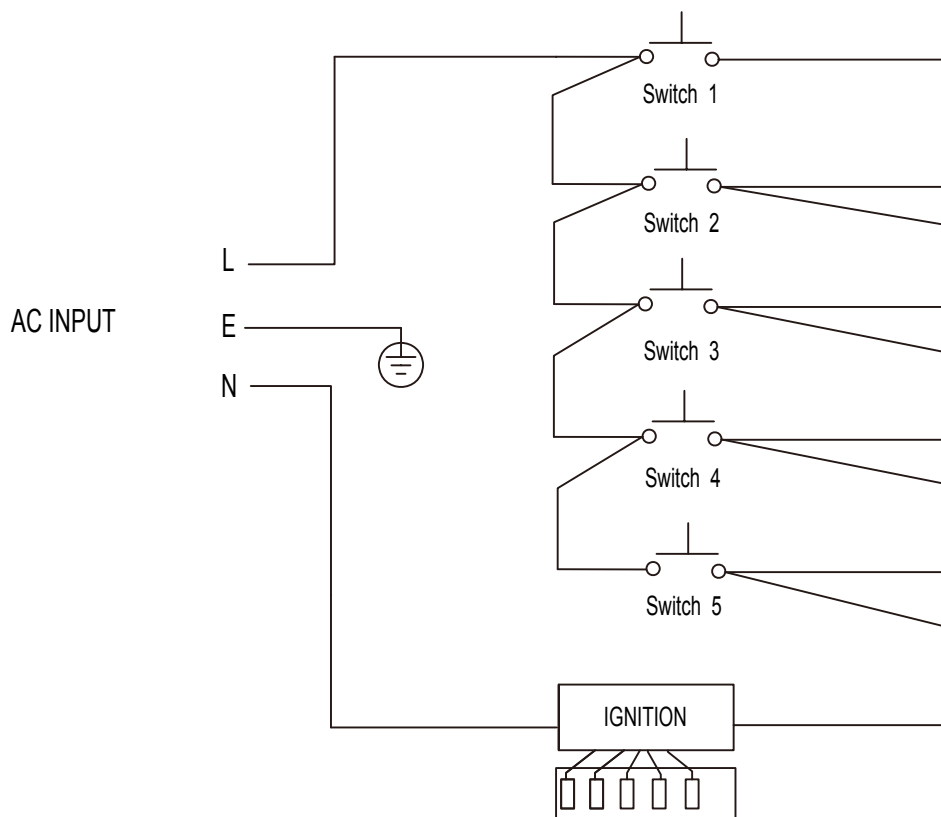 Switch 1
Switch 2
L
AC INPUT
E
Switch 3
N
Switch 4
Switch 5
IGNITION